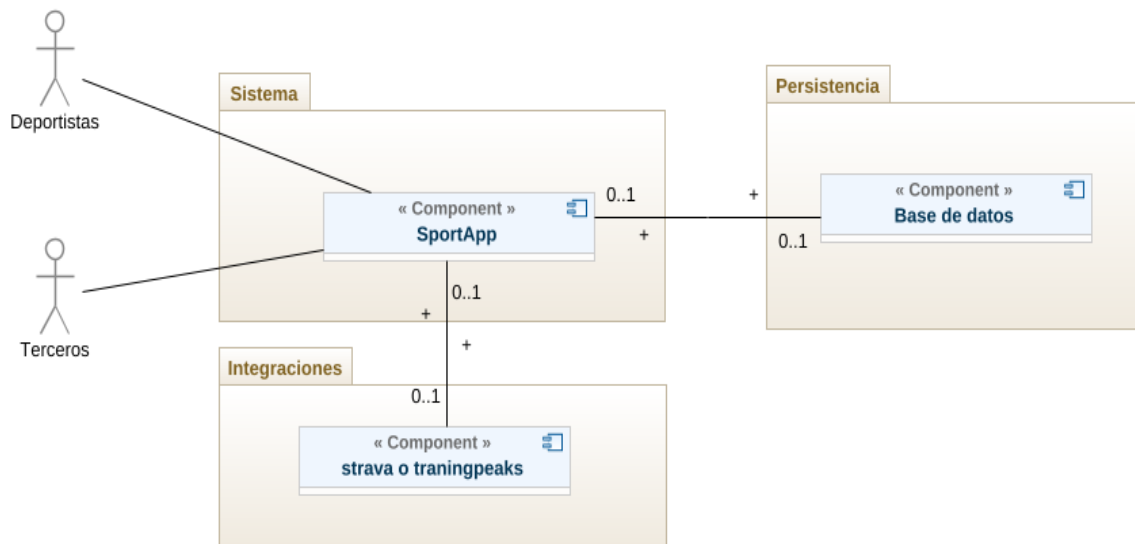 Deportistas
Terceros
Sistema
« Component »
SportApp
0..1
+
+
0..1
Persistencia
« Component »
Base de datos
0..1
+
+
0..1
Integraciones
« Component »
strava o traningpeaks